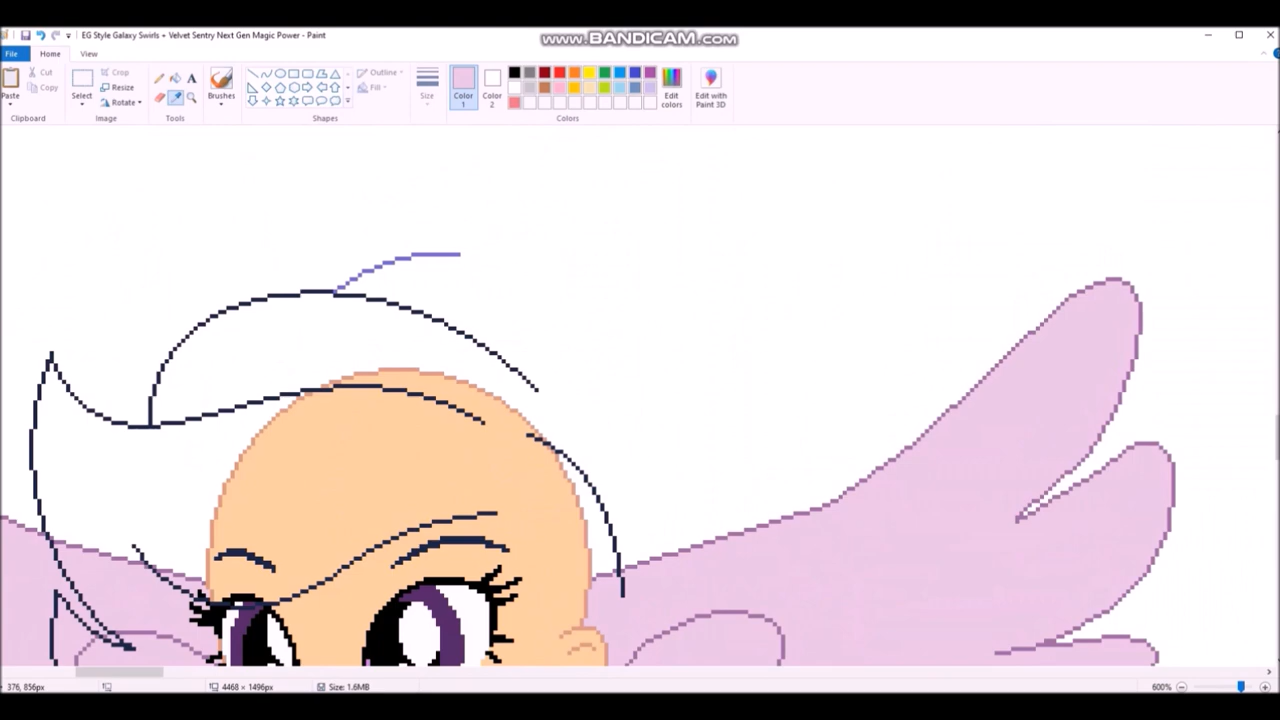 EG Style Galaxy Swirls + Velvet Sentry Next Gen Magic Power - Paint
www.BANDICAM.com
File Home View
Paste Cut Copy
Select Crop Resize Rotate
A
Brushes
Outline Fill
Size
Color 1
Color 2
Edit colors
Edit with Paint 3D
Clipboard Image Tools Shapes Colors
376, 856px 4468 × 1496px Size: 1.6MB 600%